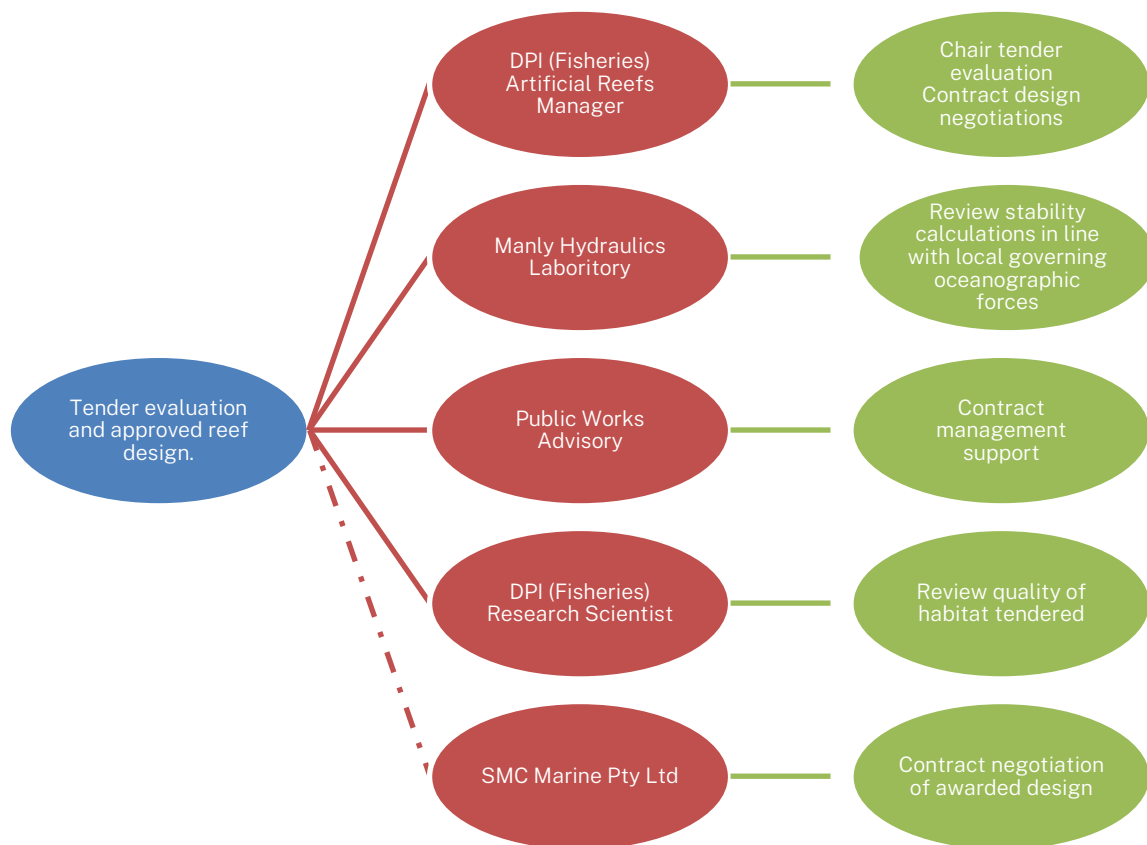 DPI (Fisheries)
Artificial Reefs
Manager
Chair tender
evaluation
Contract design
negotiations
Manly Hydraulics
Laboritory
Review stability
calculations in line
with local governing
oceanographic
forces
Tender evaluation
and approved reef
design.
Public Works
Advisory
Contract
management
support
DPI (Fisheries)
Research Scientist
Review quality of
habitat tendered
SMC Marine Pty Ltd
Contract negotiation
of awarded design